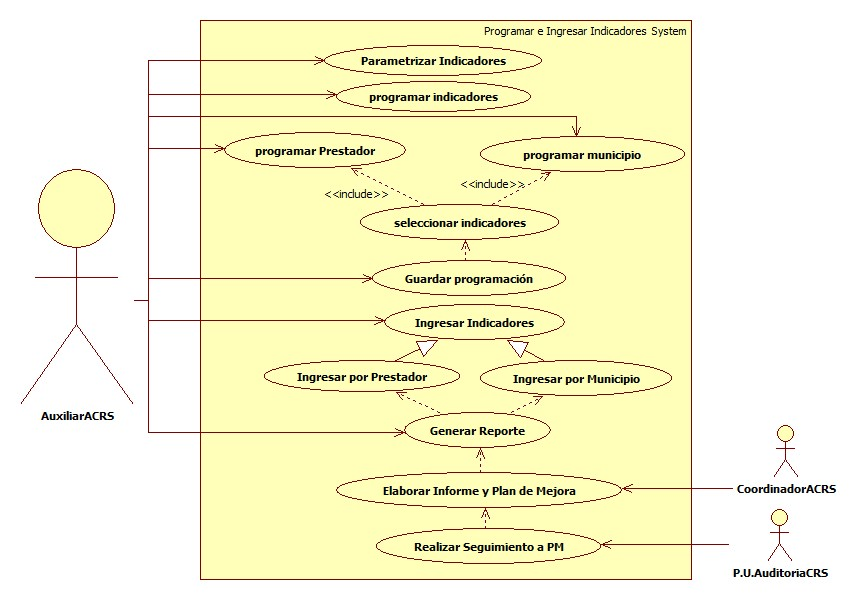 Programar e Ingresar Indicadores System
Parametrizar Indicadores
programar indicadores
programar Prestador
programar municipio
<<include>>
<<include>>
seleccionar indicadores
Guardar programación
Ingresar Indicadores
Ingresar por Prestador
Ingresar por Municipio
AuxiliarACRS
Generar Reporte
Elaborar Informe y Plan de Mejora
CoordinadorACRS
Realizar Seguimiento a PM
P.U.AuditoriaCRS